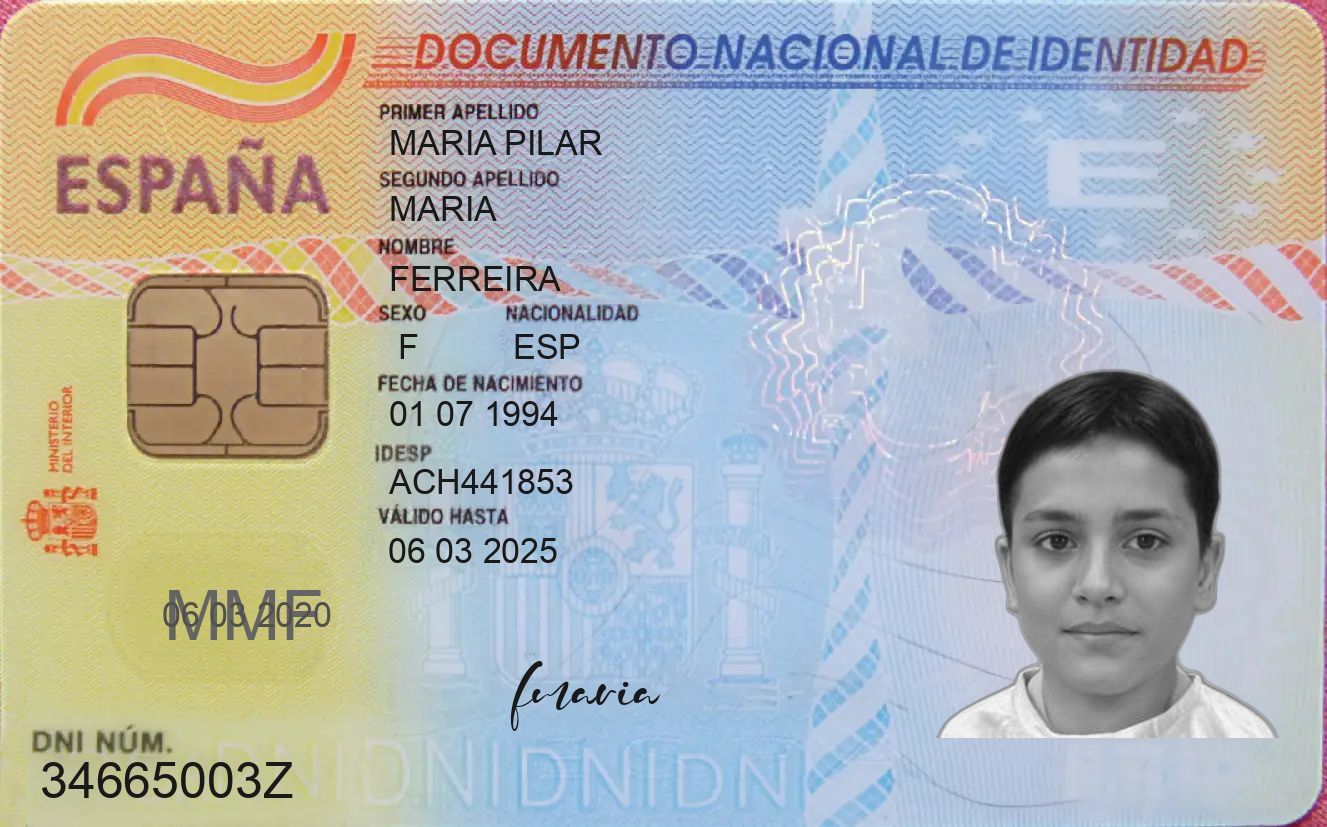 DOCUMENTO NACIONAL DE IDENTIDAD
ESPAÑA
PRIMER APELLIDO
MARIA PILAR
SEGUNDO APELLIDO
MARIA
NOMBRE
FERREIRA
SEXO NACIONALIDAD
F ESP
FECHA DE NACIMIENTO
01 07 1994
IDESP
ACH441853
VÁLIDO HASTA
06 03 2025
MINISTERIO
DEL INTERIOR
E
MMF
06 03 2020
fmaria
DNI NÚM.
34665003Z
DNIDNIDNIDNI